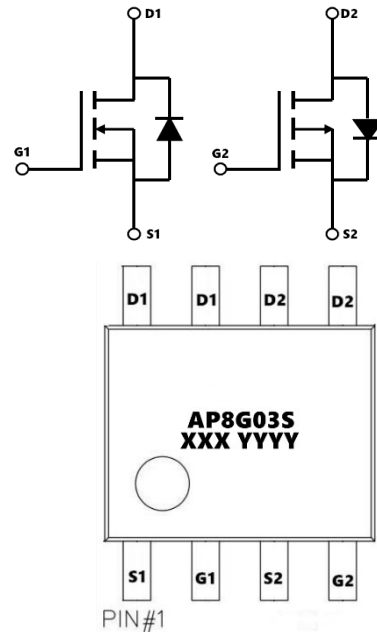 D1 D2
G1 G2
S1 S2
D1 D1 D2 D2
AP8G03S
XXX YYYY
S1 G1 S2 G2
PIN#1